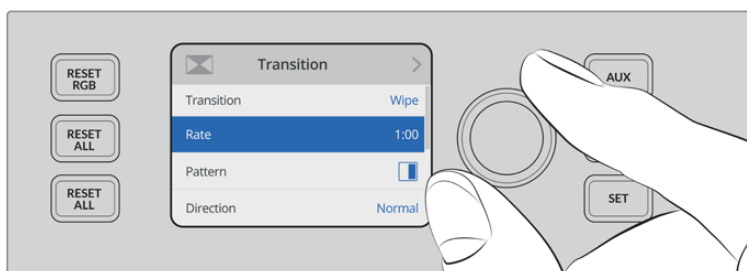 RESET
RGB
RESET
ALL
RESET
ALL
Transition
Transition Wipe
Rate 1:00
Pattern
Direction Normal
AUX
SET